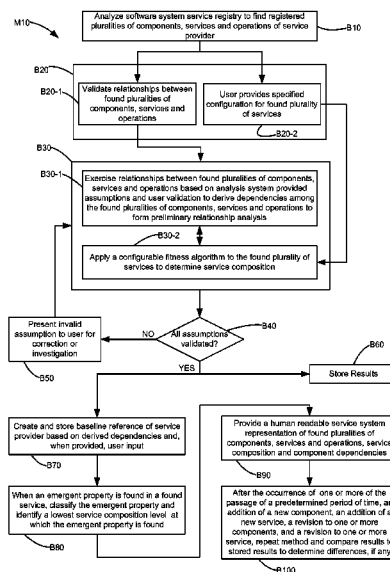 M10
Analyze software system service registry to find registered
pluralities of components, services and operations of service
provider
B10
B20
B20-1
Validate relationships between
found pluralities of
components, services and
operations
User provides specified
configuration for found plurality
of services
B20-2
B30
B30-1
Exercise relationships between found pluralities of components,
services and operations based on analysis system provided
assumptions and user validation to derive dependencies among
the found pluralities of components, services and operations to
form preliminary relationship analysis
B30-2
Apply a configurable fitness algorithm to the found plurality of
services to determine service composition
Present invalid
assumption to user for
correction or
investigation
B50
NO
All assumptions
validated?
B40
YES
B60
Store Results
Create and store baseline reference of service
provider based on derived dependencies and,
when provided, user input
B70
When an emergent property is found in a found
service, classify the emergent property and
identify a lowest service composition level at
which the emergent property is found
B80
Provide a human readable service system
representation of found pluralities of
components, services and operations, service
composition and component dependencies
B90
After the occurrence of one or more of the
passage of a predetermined period of time, an
addition of a new component, an addition of a
new service, a revision to one or more
components, and a revision to one or more
service, repeat method and compare results to
stored results to determine differences, if any
B100